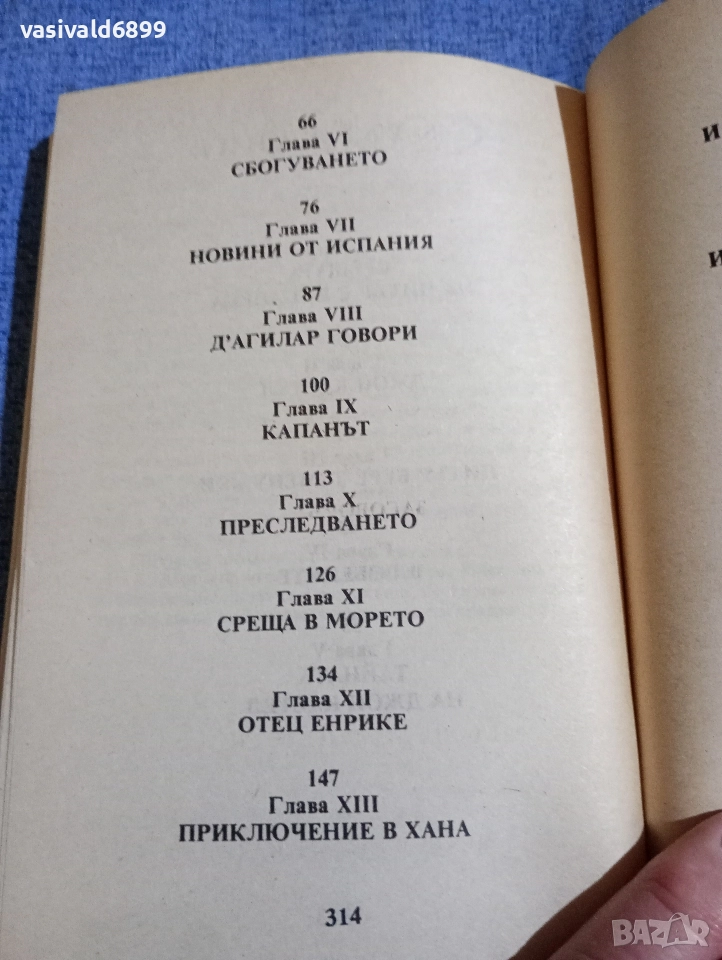 vasivald6899
66
Глава VI
СБОГУВАНЕТО
76
Глава VII
НОВИНИ ОТ ИСПАНИЯ
87
Глава VIII
Д'АГИЛАР ГОВОРИ
100
Глава IX
КАПАНЪТ
113
Глава X
ПРЕСЛЕДВАНЕТО
126
Глава XI
СРЕЩА В МОРЕТО
134
Глава XII
ОТЕЦ ЕНРИКЕ
147
Глава XIII
ПРИКЛЮЧЕНИЕ В ХАНА
314
BAZAR